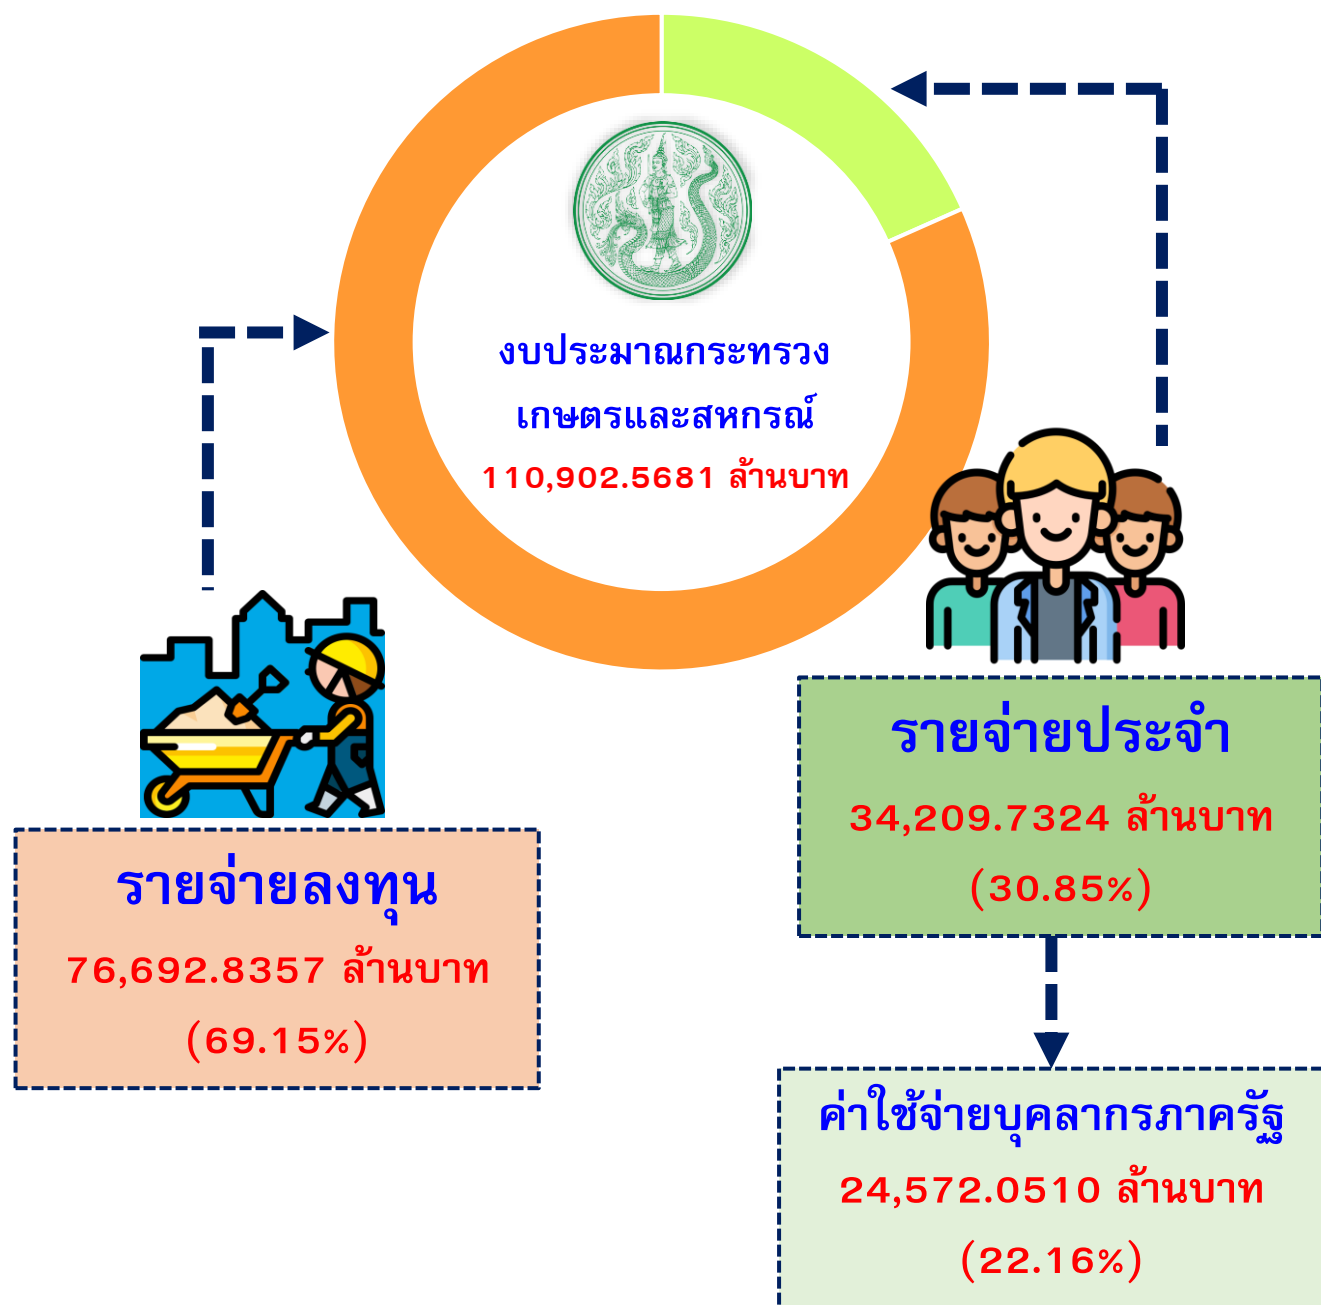 งบประมาณกระทรวง
เกษตรและสหกรณ์
110,902.5681 ล้านบาท
รายจ่ายประจำ
34,209.7324 ล้านบาท
(30.85%)
รายจ่ายลงทุน
76,692.8357 ล้านบาท
(69.15%)
ค่าใช้จ่ายบุคลากรภาครัฐ
24,572.0510 ล้านบาท
(22.16%)